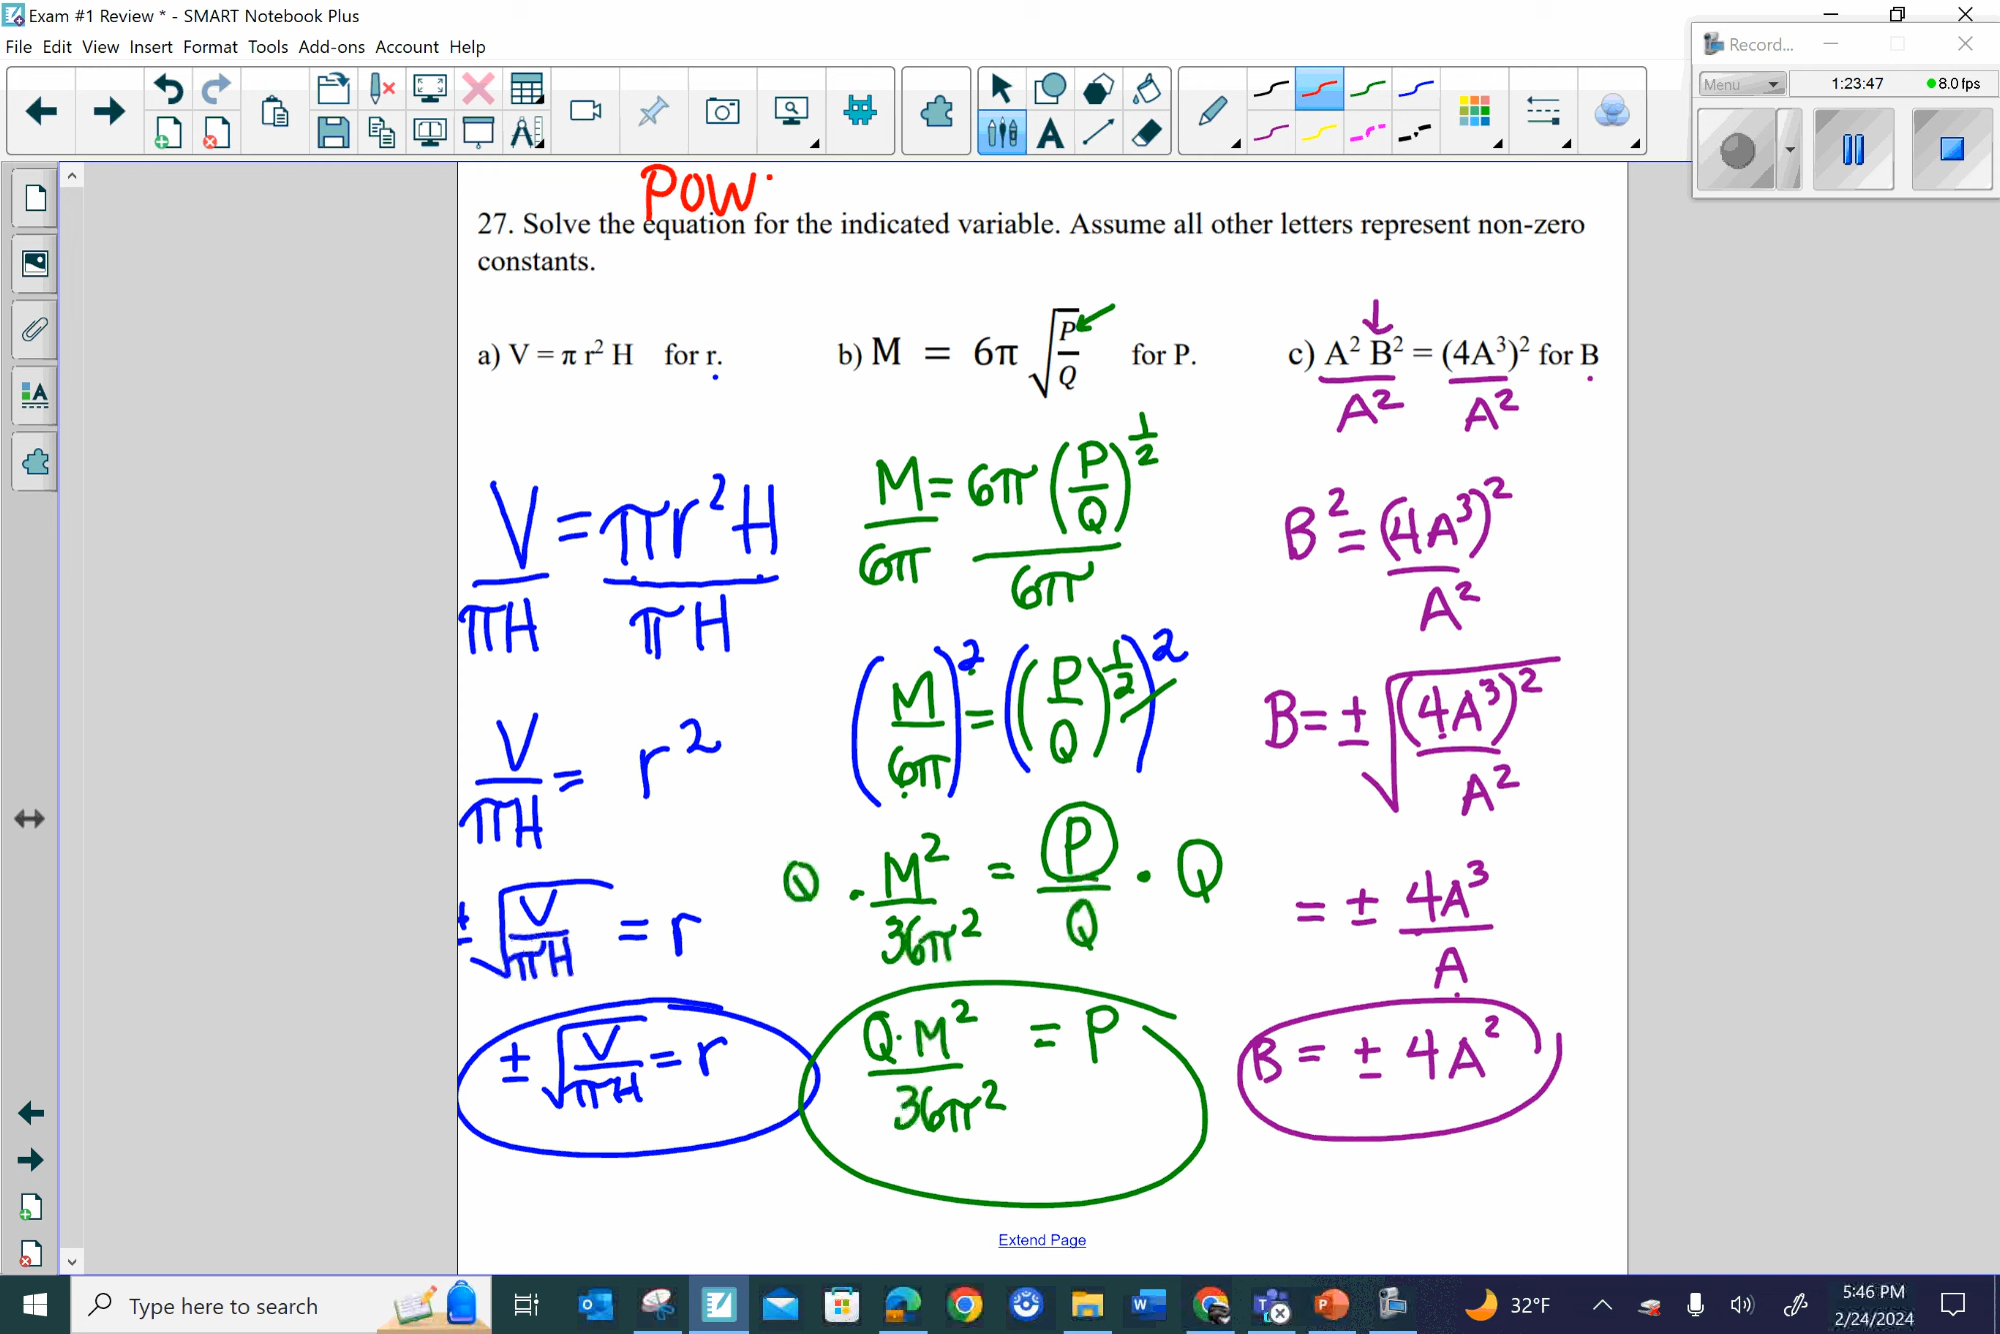 Exam #1 Review * - SMART Notebook Plus
File Edit View Insert Format Tools Add-ons Account Help
Record...
Menu 1:23:47 8.0 fps
POW
27. Solve the equation for the indicated variable. Assume all other letters represent non-zero
constants.
a) V = π r² H for r.
b) M = 6π √(P/Q) for P.
c) A² B² = (4A³)² for B
A² A²
V/πH = πr²H/πH
V/πH = r²
± √(V/πH) = r
± √(V/πH) = r
M/6π = 6π(P/Q)^(1/2)/6π
(M/6π)² = ((P/Q)^(1/2))²
Q · M²/36π² = P/Q · Q
Q·M²/36π² = P
B² = (4A³)²/A²
B = ± √((4A³)²/A²)
= ± 4A³/A
B = ± 4A²
Extend Page
Type here to search
32°F
5:46 PM
2/24/2024